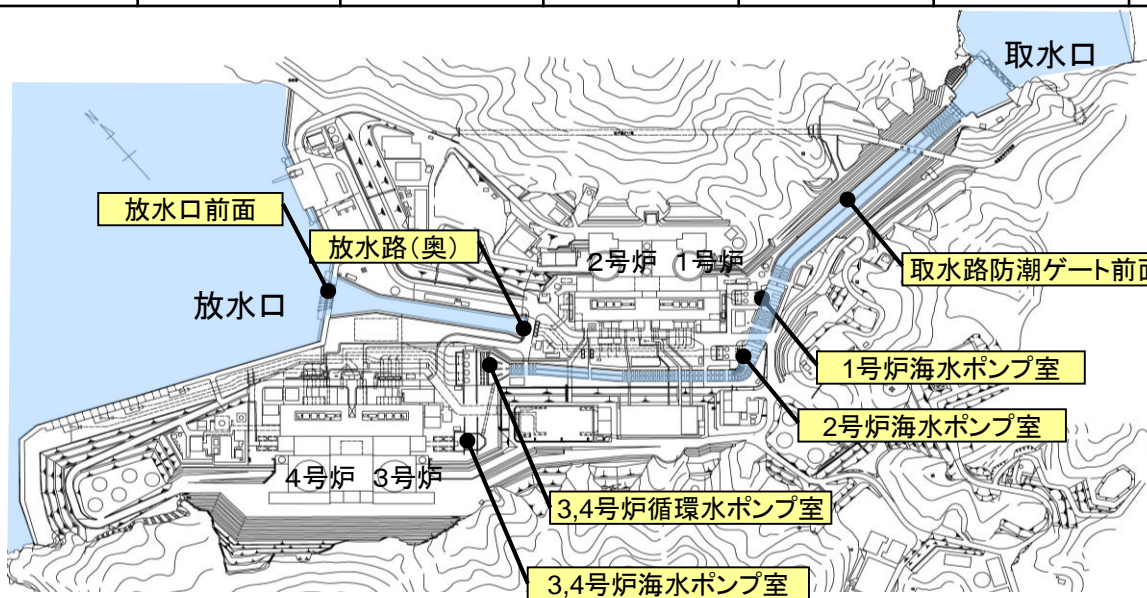 取水口
N
放水口前面
放水路(奥)
2号炉 1号炉
取水路防潮ゲート前面
放水口
1号炉海水ポンプ室
2号炉海水ポンプ室
4号炉 3号炉
3,4号炉循環水ポンプ室
3,4号炉海水ポンプ室